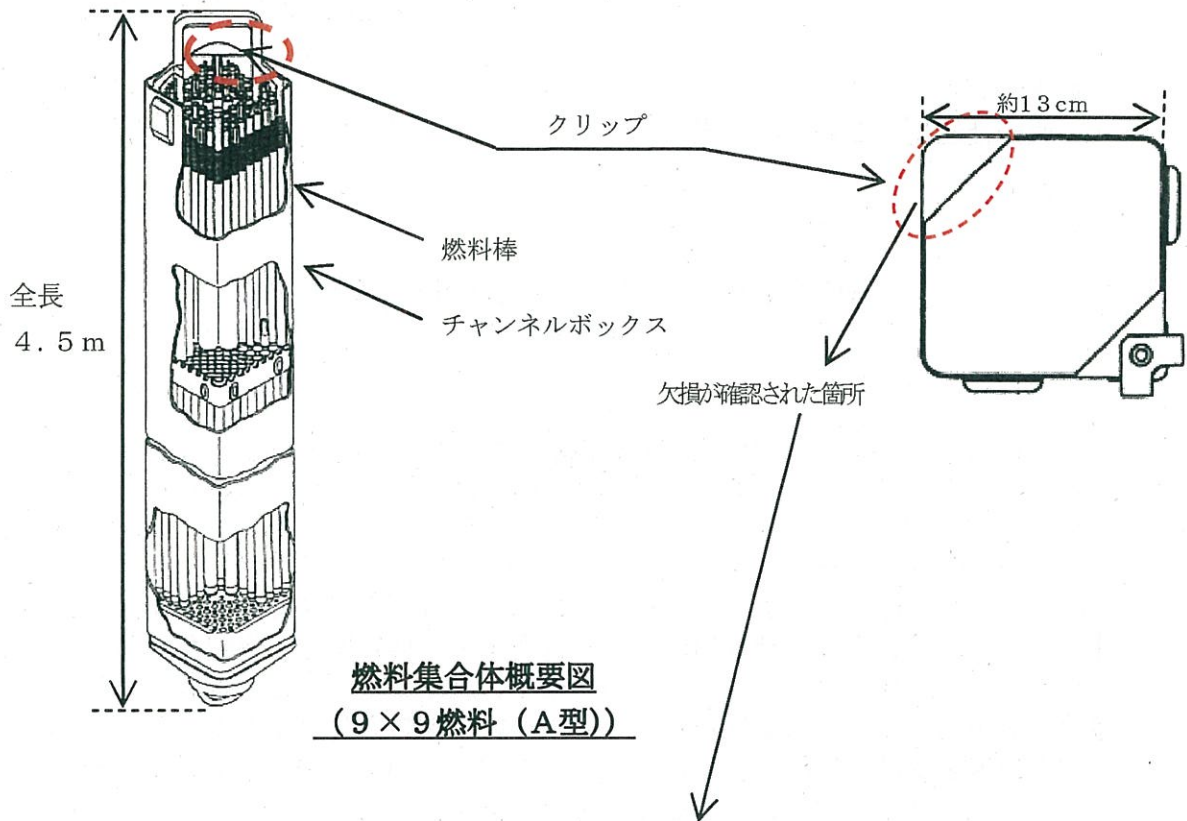 約13cm
クリップ
燃料棒
全長
4.5m
チャンネルボックス
欠損が確認された箇所
燃料集合体概要図
(9×9燃料 (A型))